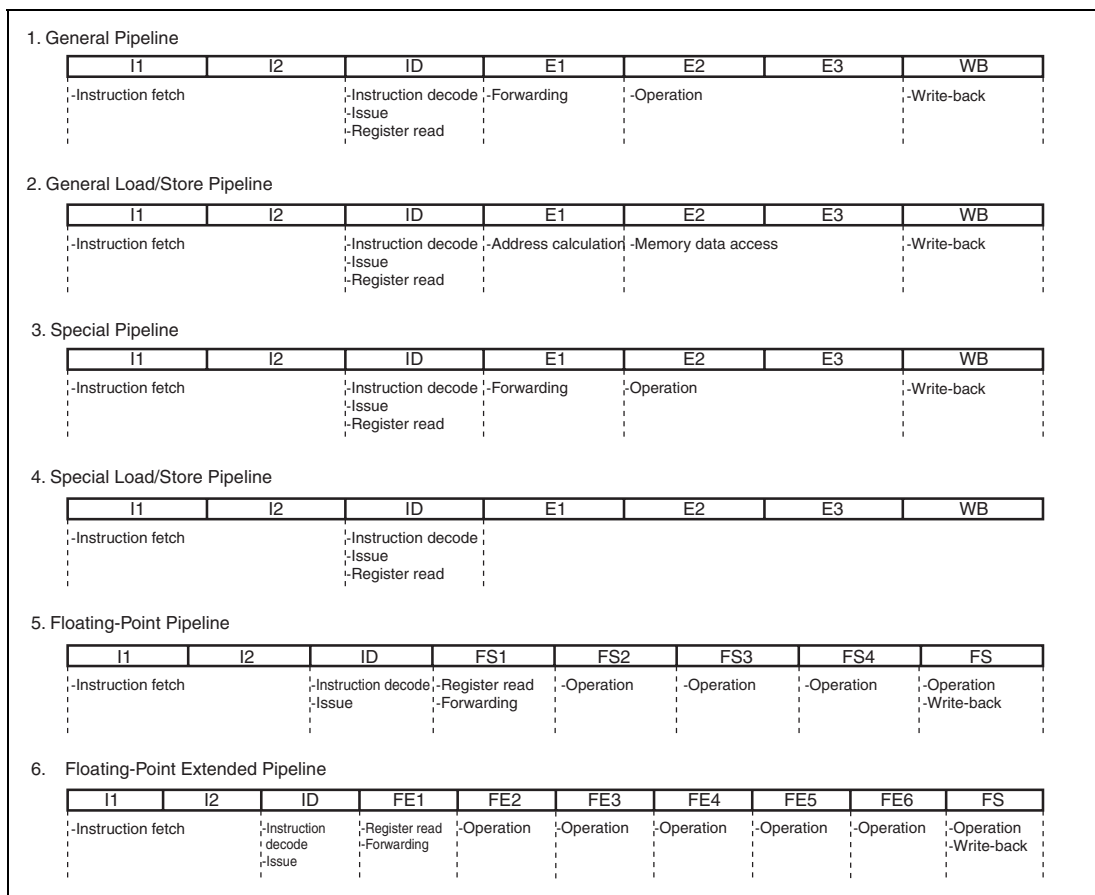 1. General Pipeline
I1 I2 ID E1 E2 E3 WB
-Instruction fetch -Instruction decode -Forwarding -Operation -Write-back
-Issue
-Register read
2. General Load/Store Pipeline
I1 I2 ID E1 E2 E3 WB
-Instruction fetch -Instruction decode -Address calculation -Memory data access -Write-back
-Issue
-Register read
3. Special Pipeline
I1 I2 ID E1 E2 E3 WB
-Instruction fetch -Instruction decode -Forwarding -Operation -Write-back
-Issue
-Register read
4. Special Load/Store Pipeline
I1 I2 ID E1 E2 E3 WB
-Instruction fetch -Instruction decode
-Issue
-Register read
5. Floating-Point Pipeline
I1 I2 ID FS1 FS2 FS3 FS4 FS
-Instruction fetch -Instruction decode -Register read -Operation -Operation -Operation -Operation
-Issue -Forwarding -Write-back
6. Floating-Point Extended Pipeline
I1 I2 ID FE1 FE2 FE3 FE4 FE5 FE6 FS
-Instruction fetch -Instruction -Register read -Operation -Operation -Operation -Operation -Operation -Operation
decode -Forwarding -Write-back
-Issue